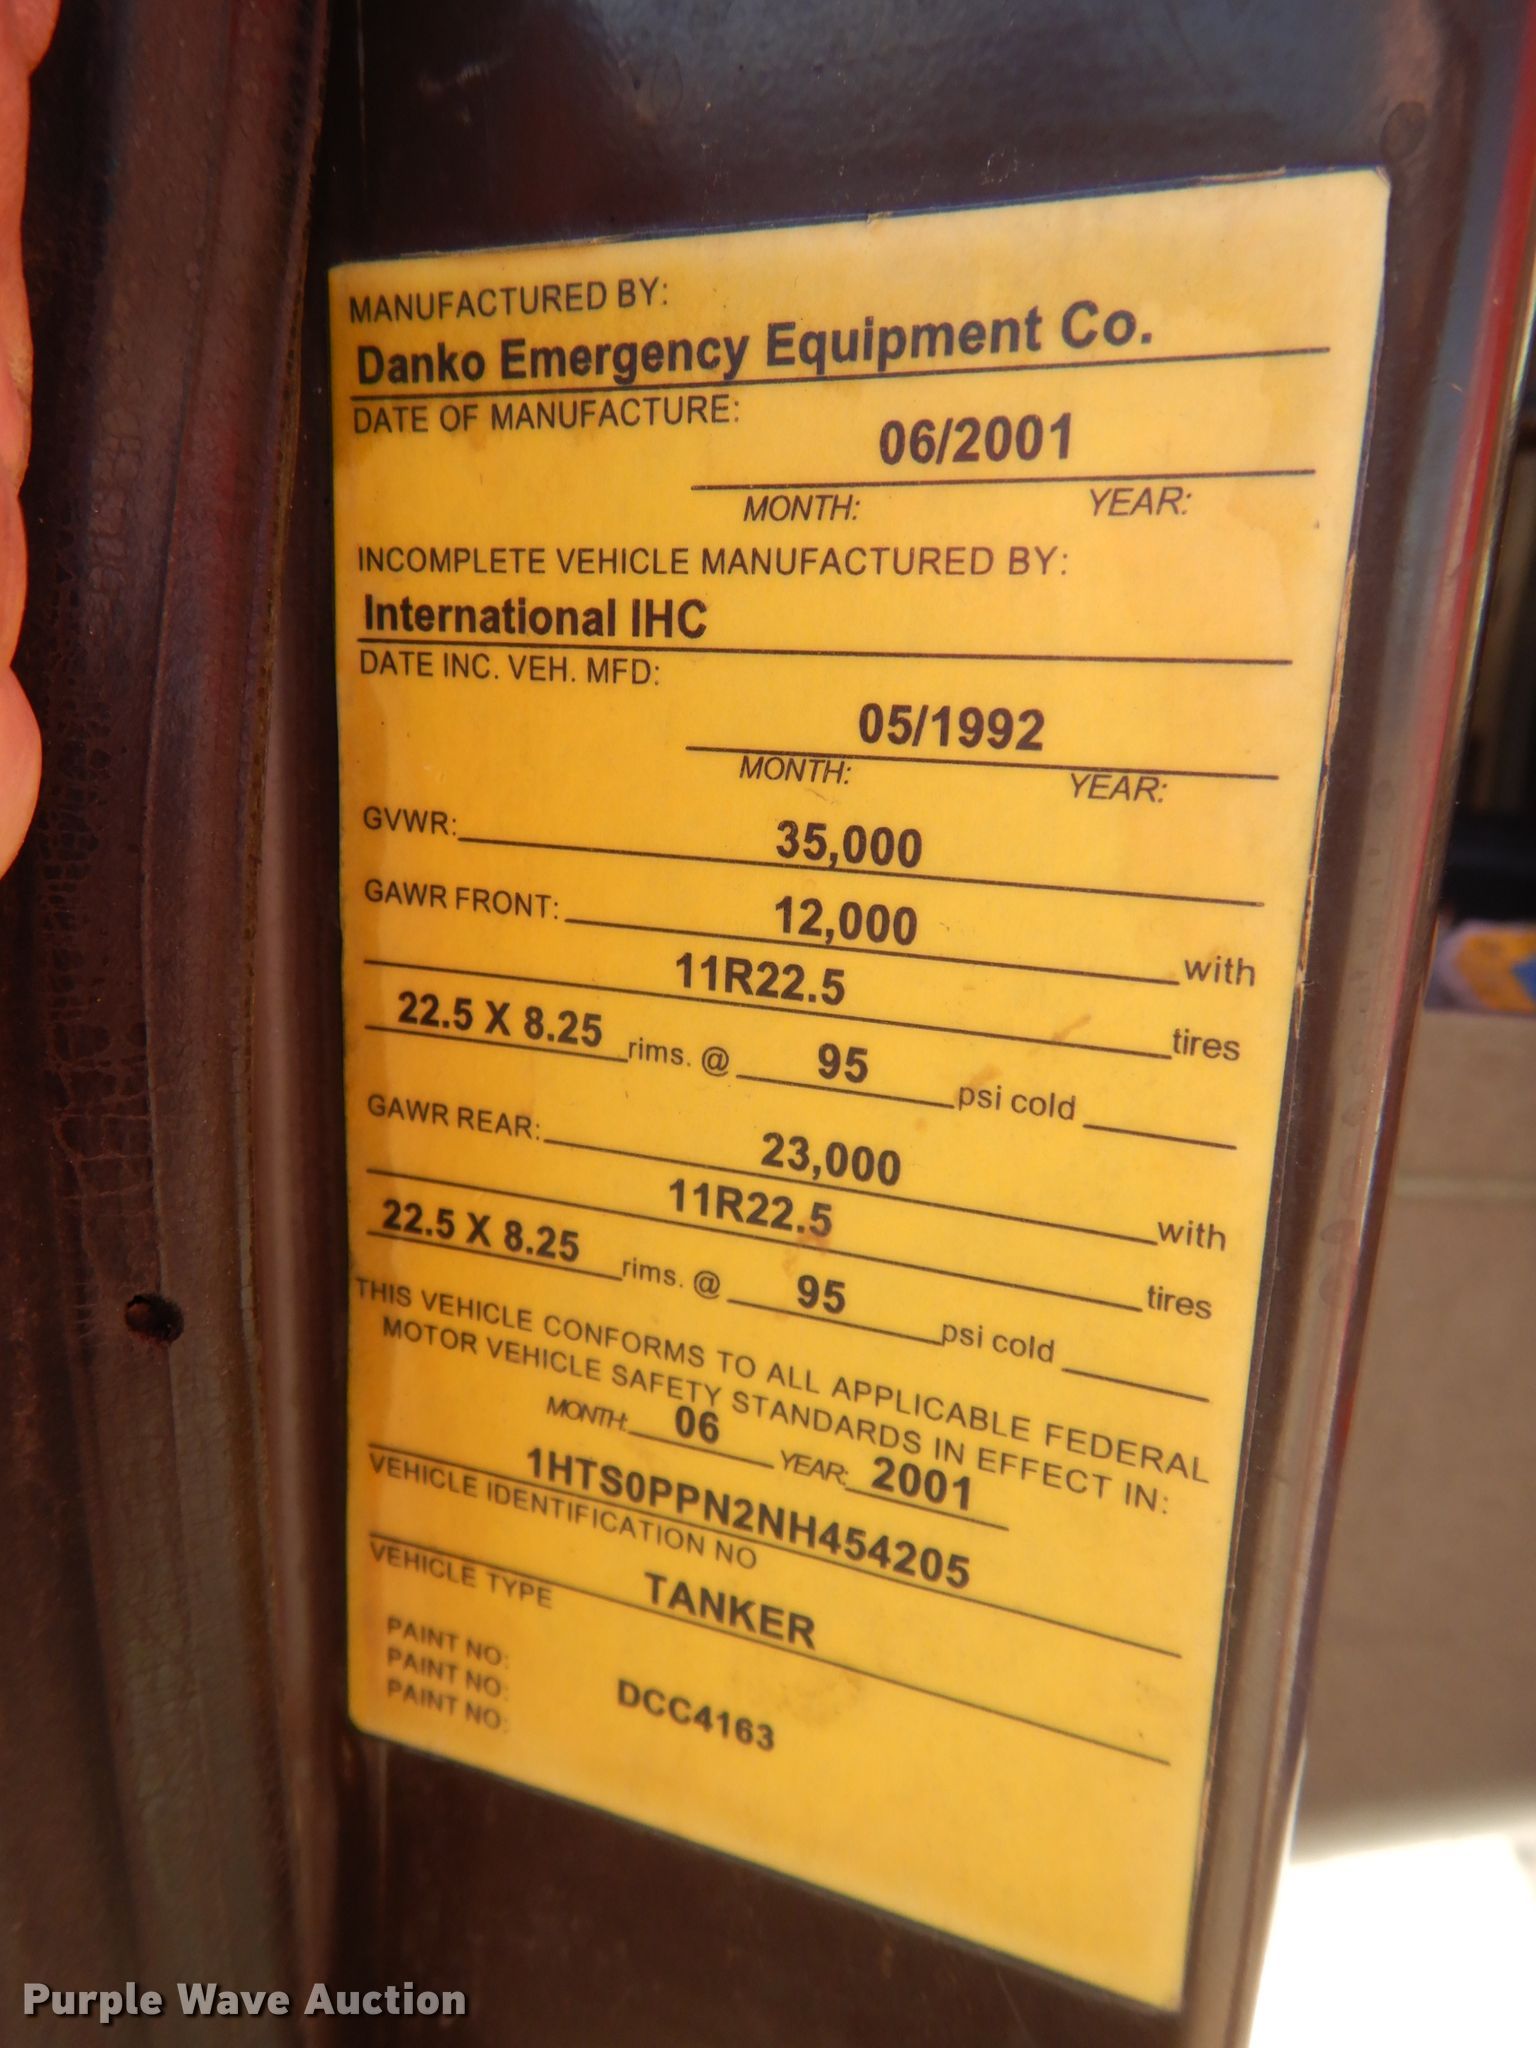 MANUFACTURED BY:
Danko Emergency Equipment Co.
DATE OF MANUFACTURE:
06/2001
MONTH: YEAR:
INCOMPLETE VEHICLE MANUFACTURED BY:
International IHC
DATE INC. VEH. MFD:
05/1992
MONTH: YEAR:
GVWR: 35,000
GAWR FRONT: 12,000 with
11R22.5 tires
22.5 X 8.25 rims. @ 95 psi cold
GAWR REAR: 23,000 with
11R22.5 tires
22.5 X 8.25 rims. @ 95 psi cold
THIS VEHICLE CONFORMS TO ALL APPLICABLE FEDERAL
MOTOR VEHICLE SAFETY STANDARDS IN EFFECT IN:
MONTH: 06 YEAR: 2001
1HTS0PPN2NH454205
VEHICLE IDENTIFICATION NO
TANKER
VEHICLE TYPE
PAINT NO:
PAINT NO: DCC4163
PAINT NO:
Purple Wave Auction